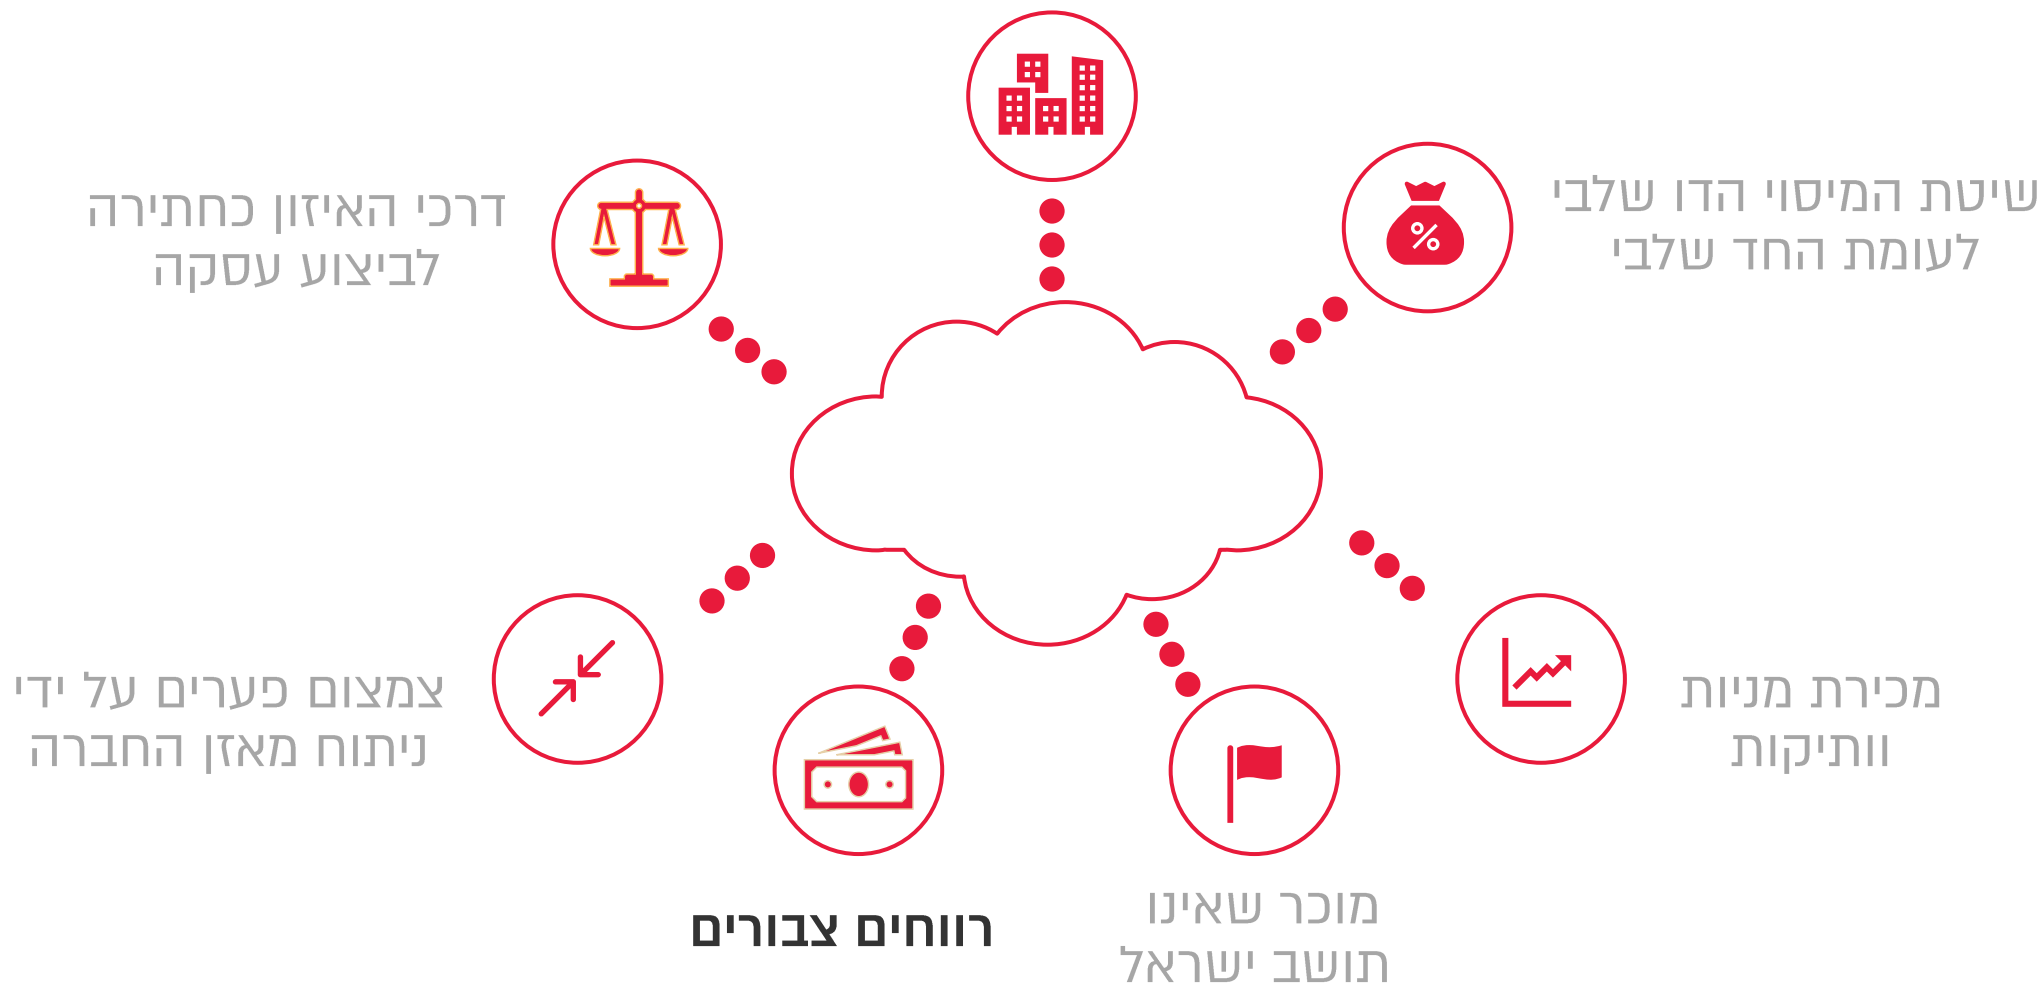 שיטת המיסוי הדו שלבי
לעומת החד שלבי
דרכי האיזון כחתירה
לביצוע עסקה
מכירת מניות
וותיקות
צמצום פערים על ידי
ניתוח מאזן החברה
מוכר שאינו
תושב ישראל
רווחים צבורים
%